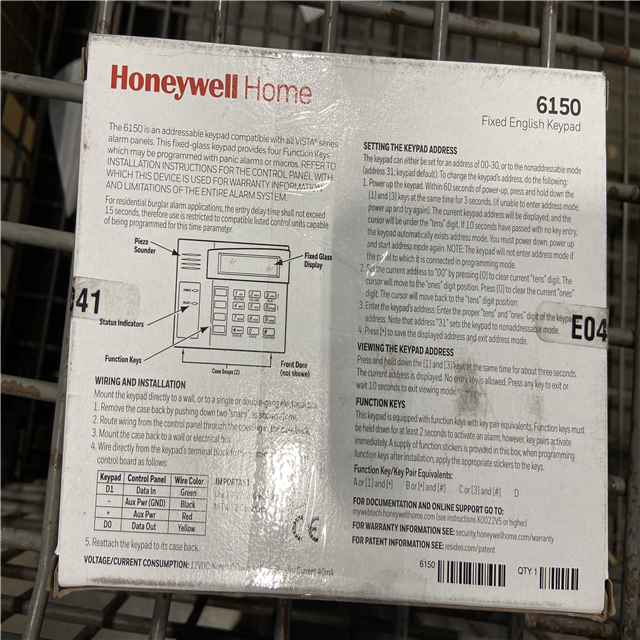 Honeywell Home
6150
Fixed English Keypad
The 6150 is an addressable keypad compatible with all VISTA® series
alarm panels. This fixed-glass keypad provides four Function Keys
which may be programmed with panic alarms or macros. REFER TO
INSTALLATION INSTRUCTIONS FOR THE CONTROL PANEL WITH
WHICH THIS DEVICE IS USED FOR WARRANTY INFORMATION
AND LIMITATIONS OF THE ENTIRE ALARM SYSTEM.
For residential burglar alarm applications, the entry delay time shall not exceed
15 seconds, therefore use is restricted to compatible listed control units capable
of being programmed for this time parameter.
Piezo
Sounder
Fixed Glass
Display
Status Indicators
Function Keys
Case Snaps (2)
Front Door
(not shown)
41
WIRING AND INSTALLATION
Mount the keypad directly to a wall, or to a single or double-gang electrical box.
1. Remove the case back by pushing down two "snaps", as shown above.
2. Route wiring from the control panel through the opening in the case back.
3. Mount the case back to a wall or electrical box.
4. Wire directly from the keypad's terminal block to the
control board as follows:
Keypad Control Panel Wire Color
D1 Data In Green
- Aux Pwr (GND) Black
+ Aux Pwr Red
D0 Data Out Yellow
IMPORTANT
CE
5. Reattach the keypad to its case back.
VOLTAGE/CURRENT CONSUMPTION: 12VDC, Current 40mA
SETTING THE KEYPAD ADDRESS
The keypad can either be set for an address of 00-30, or to the nonaddressable mode
(address 31; keypad default). To change the keypad's address, do the following:
1. Power up the keypad. Within 60 seconds of power-up, press and hold down the
[1] and [3] keys at the same time for 3 seconds. (if unable to enter address mode,
power up and try again). The current keypad address will be displayed, and the
cursor will be under the "tens" digit. If 10 seconds have passed with no key entry,
the keypad automatically exits address mode. You must power down, power up
and start address mode again. NOTE: The keypad will not enter address mode if
the panel to which it is connected is in programming mode.
2. Set the current address to "00" by pressing [0] to clear current "tens" digit. The
cursor will move to the "ones" digit position. Press [0] to clear the current "ones"
digit. The cursor will move back to the "tens" digit position.
3. Enter the keypad's address: Enter the proper "tens" and "ones" digit of the keypad
address. Note that address "31" sets the keypad to nonaddressable mode.
4. Press [*] to save the displayed address and exit address mode.
E04
VIEWING THE KEYPAD ADDRESS
Press and hold down the [1] and [3] keys at the same time for about three seconds.
The current address is displayed. No key entry is allowed. Press any key to exit or
wait 10 seconds to exit viewing mode.
FUNCTION KEYS
This keypad is equipped with function keys with key pair equivalents. Function keys must
be held down for at least 2 seconds to activate an alarm; however, key pairs activate
immediately. A supply of function stickers is provided in this box; when programming
function keys after installation, apply the appropriate stickers to the keys.
Function Key/Key Pair Equivalents:
A or [1] and [*] B or [*] and [#] C or [3] and [#] D
FOR DOCUMENTATION AND ONLINE SUPPORT GO TO:
mywebtech.honeywellhome.com (see instructions K0022V5 or higher)
FOR WARRANTY INFORMATION SEE: security.honeywellhome.com/warranty
FOR PATENT INFORMATION SEE: resideo.com/patent
6150
QTY 1